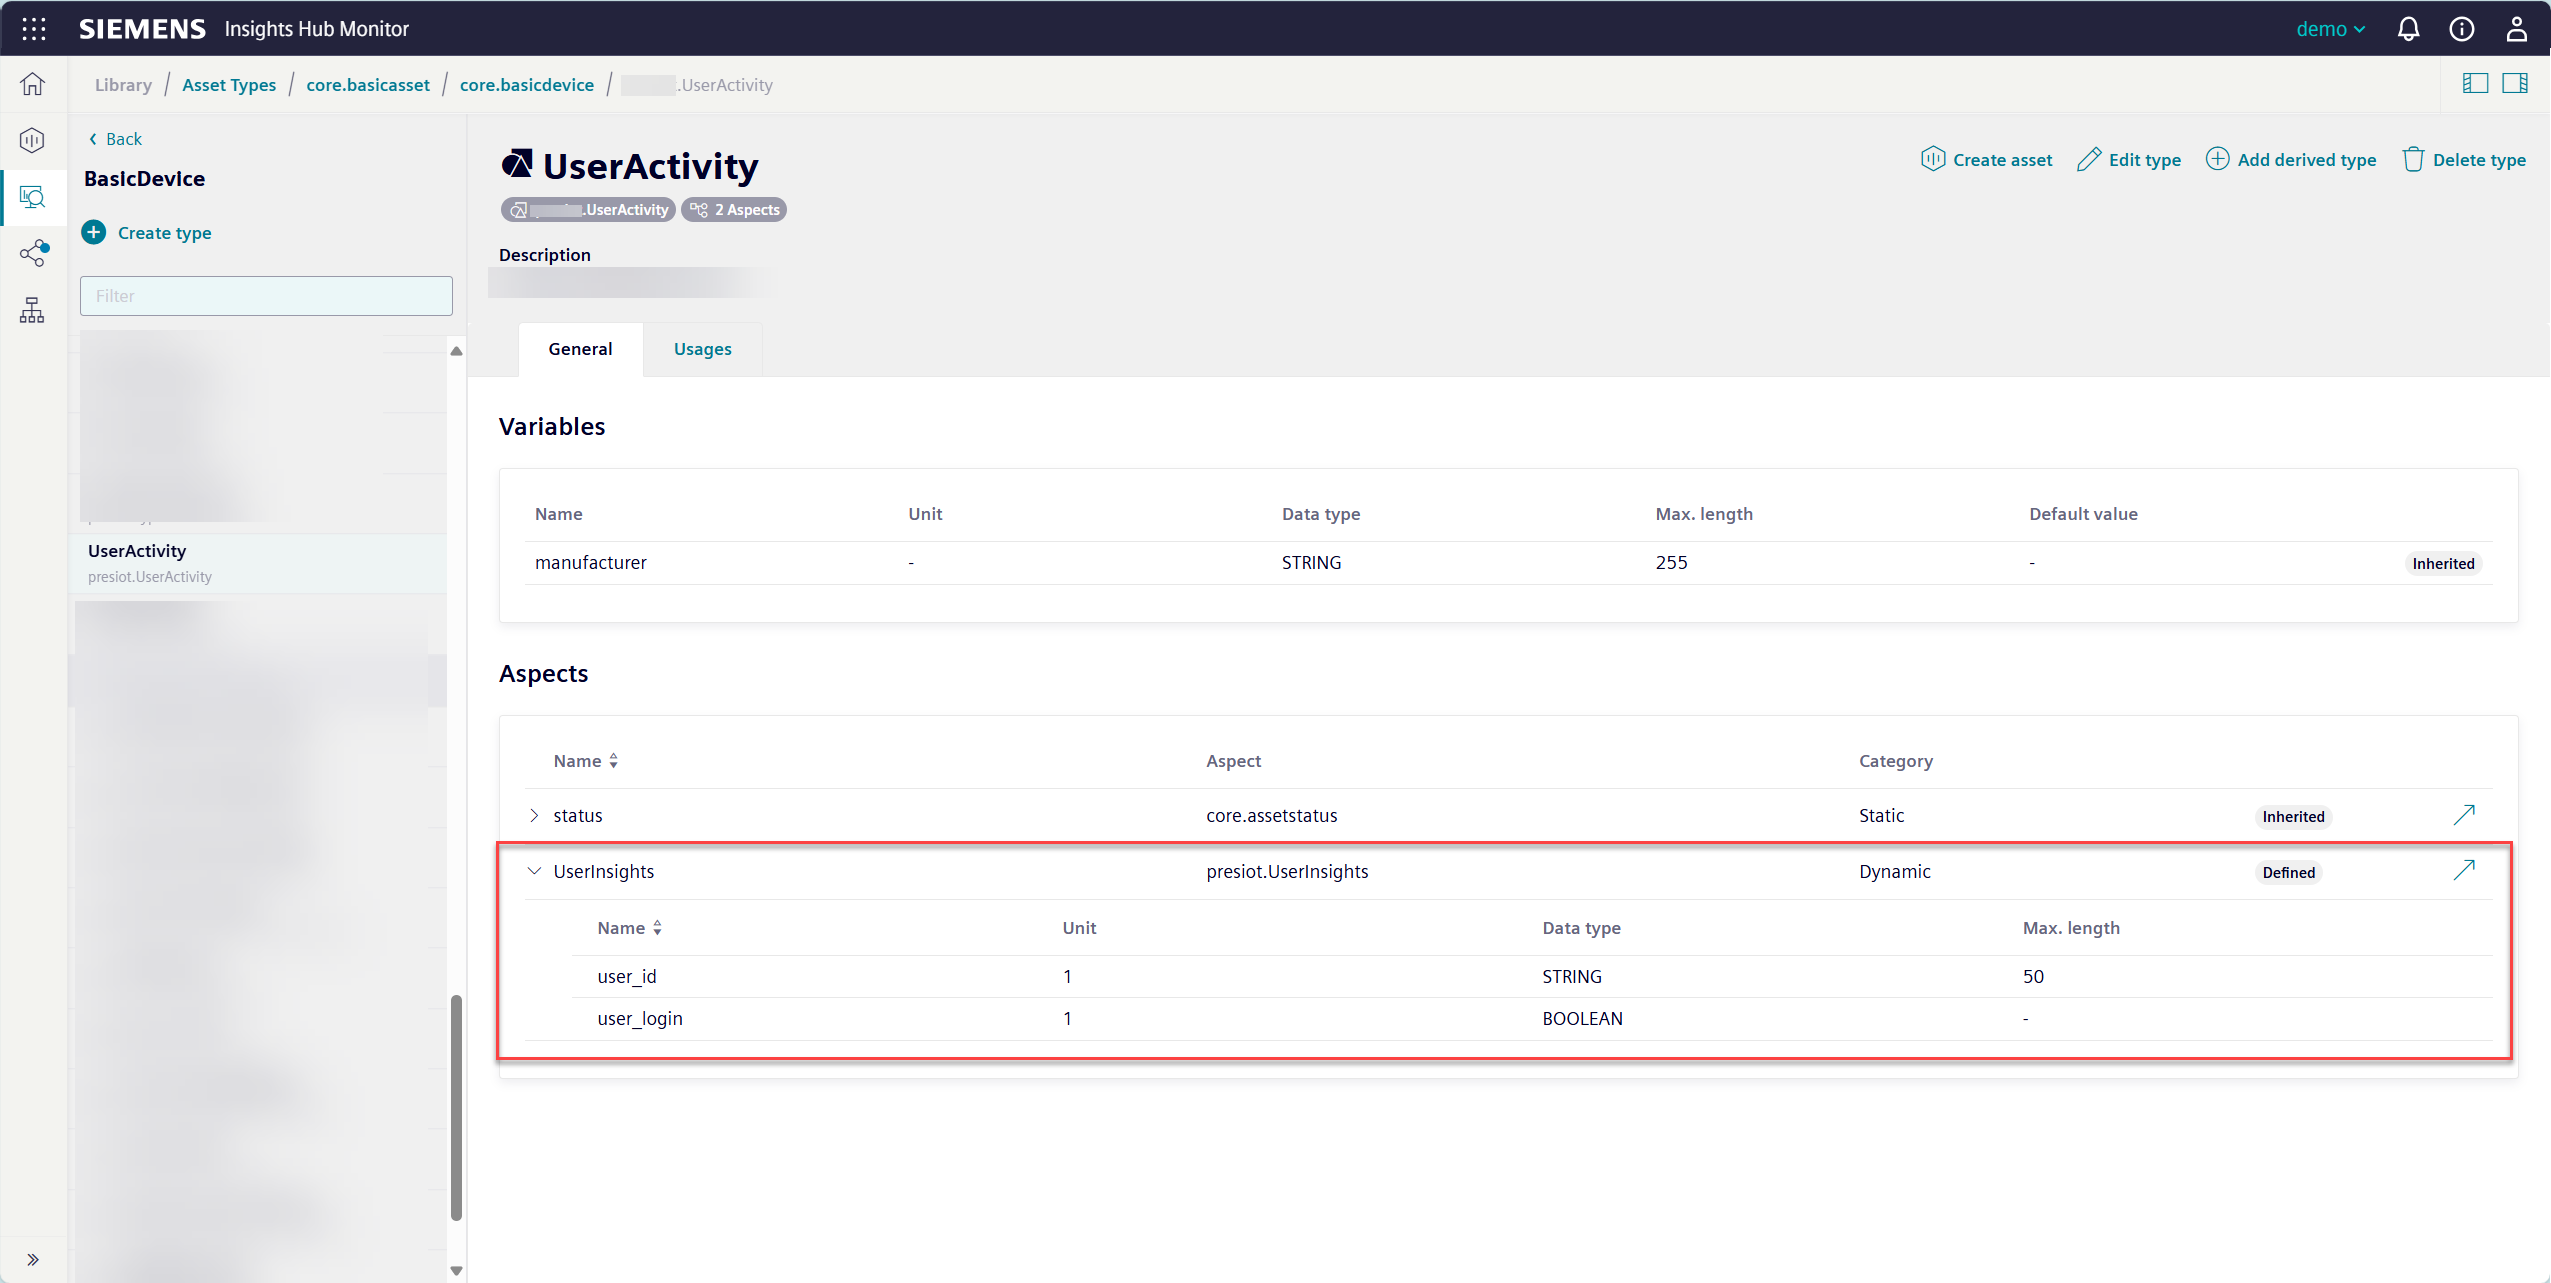 SIEMENS Insights Hub Monitor demo
Library / Asset Types / core.basicasset / core.basicdevice / .UserActivity
Back
BasicDevice
Create type
Filter
UserActivity
presiot.UserActivity
UserActivity
.UserActivity 2 Aspects
Create asset Edit type Add derived type Delete type
Description
General Usages
Variables
Name Unit Data type Max. length Default value
manufacturer - STRING 255 - Inherited
Aspects
Name Aspect Category
status core.assetstatus Static Inherited
UserInsights presiot.UserInsights Dynamic Defined
Name Unit Data type Max. length
user_id 1 STRING 50
user_login 1 BOOLEAN -